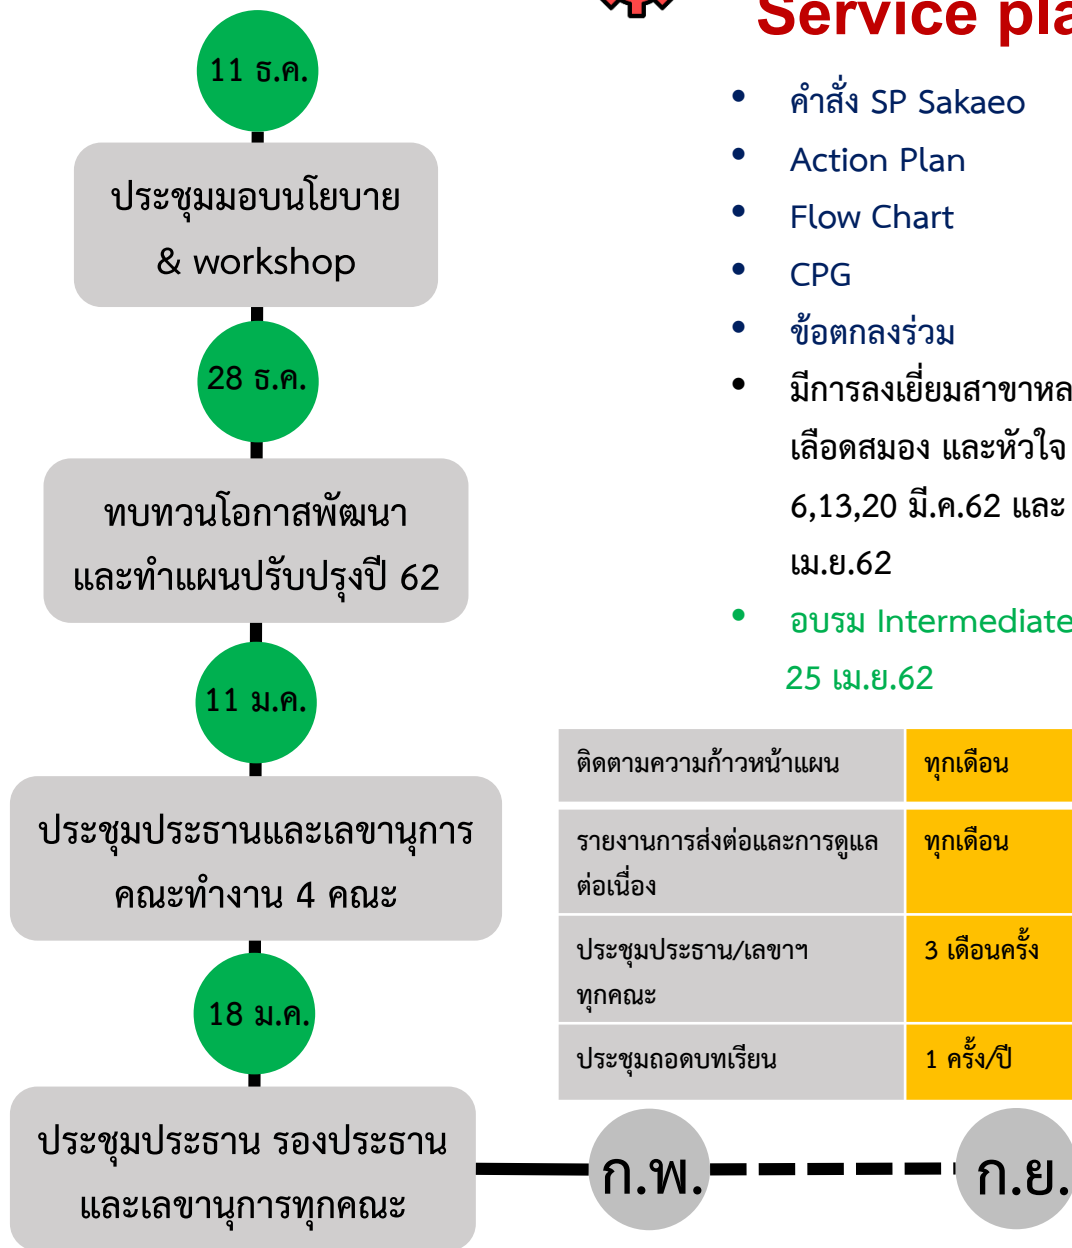 11 ธ.ค.
ประชุมมอบนโยบาย
& workshop
28 ธ.ค.
ทบทวนโอกาสพัฒนา
และทำแผนปรับปรุงปี 62
11 ม.ค.
ประชุมประธานและเลขานุการ
คณะทำงาน 4 คณะ
18 ม.ค.
ประชุมประธาน รองประธาน
และเลขานุการทุกคณะ
Service pla
• คำสั่ง SP Sakaeo
• Action Plan
• Flow Chart
• CPG
• ข้อตกลงร่วม
• มีการลงเยี่ยมสาขาหล
เลือดสมอง และหัวใจ
6,13,20 มี.ค.62 และ
เม.ย.62
• อบรม Intermediate
25 เม.ย.62
ติดตามความก้าวหน้าแผน ทุกเดือน
รายงานการส่งต่อและการดูแล ทุกเดือน
ต่อเนื่อง
ประชุมประธาน/เลขาฯ 3 เดือนครั้ง
ทุกคณะ
ประชุมถอดบทเรียน 1 ครั้ง/ปี
ก.พ. ก.ย.